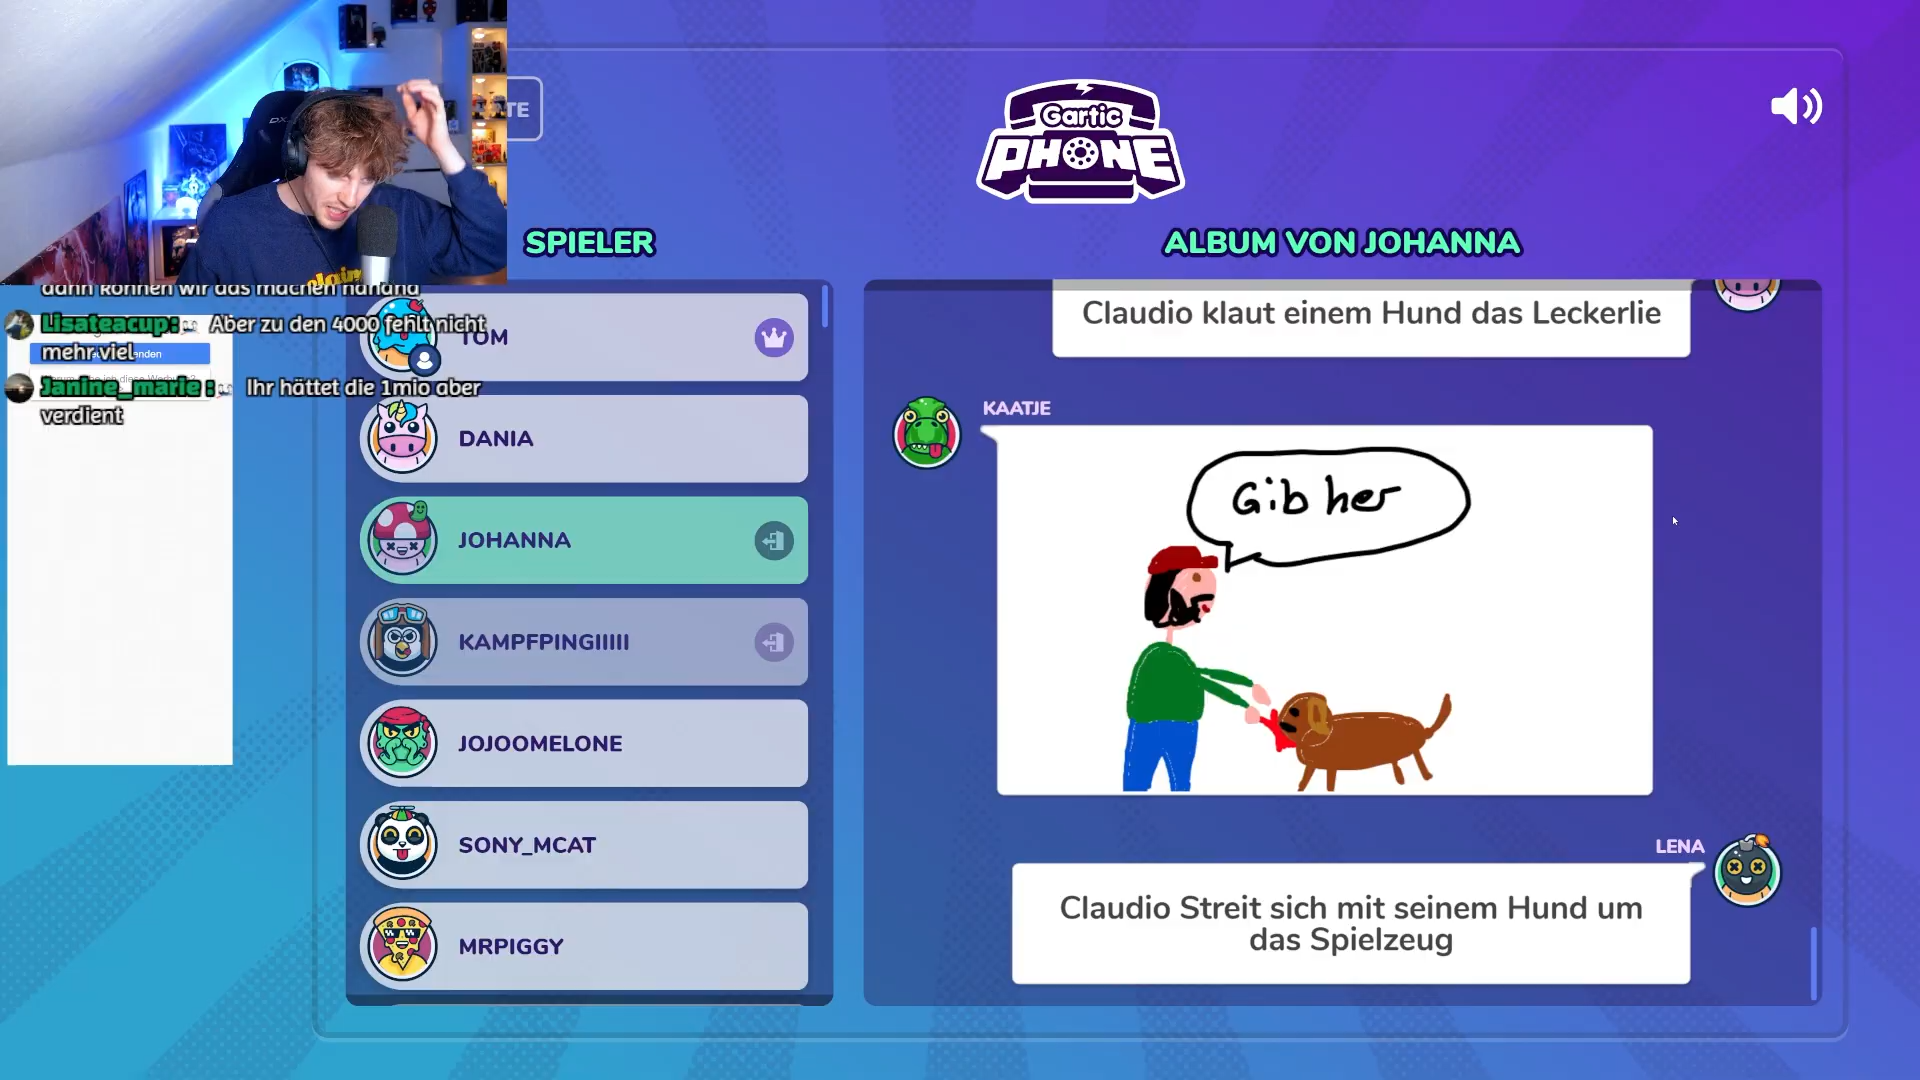 TE
Gartic
PHONE
SPIELER
ALBUM VON JOHANNA
dann können wir das machen hahaha
Lisateacup: Aber zu den 4000 fehlt nicht
mehr viel
enden
Janine_marie: Ihr hättet die 1mio aber
verdient
TOM
DANIA
JOHANNA
KAMPFPINGIIIII
JOJOOMELONE
SONY_MCAT
MRPIGGY
Claudio klaut einem Hund das Leckerlie
KAATJE
Gib her
LENA
Claudio Streit sich mit seinem Hund um
das Spielzeug